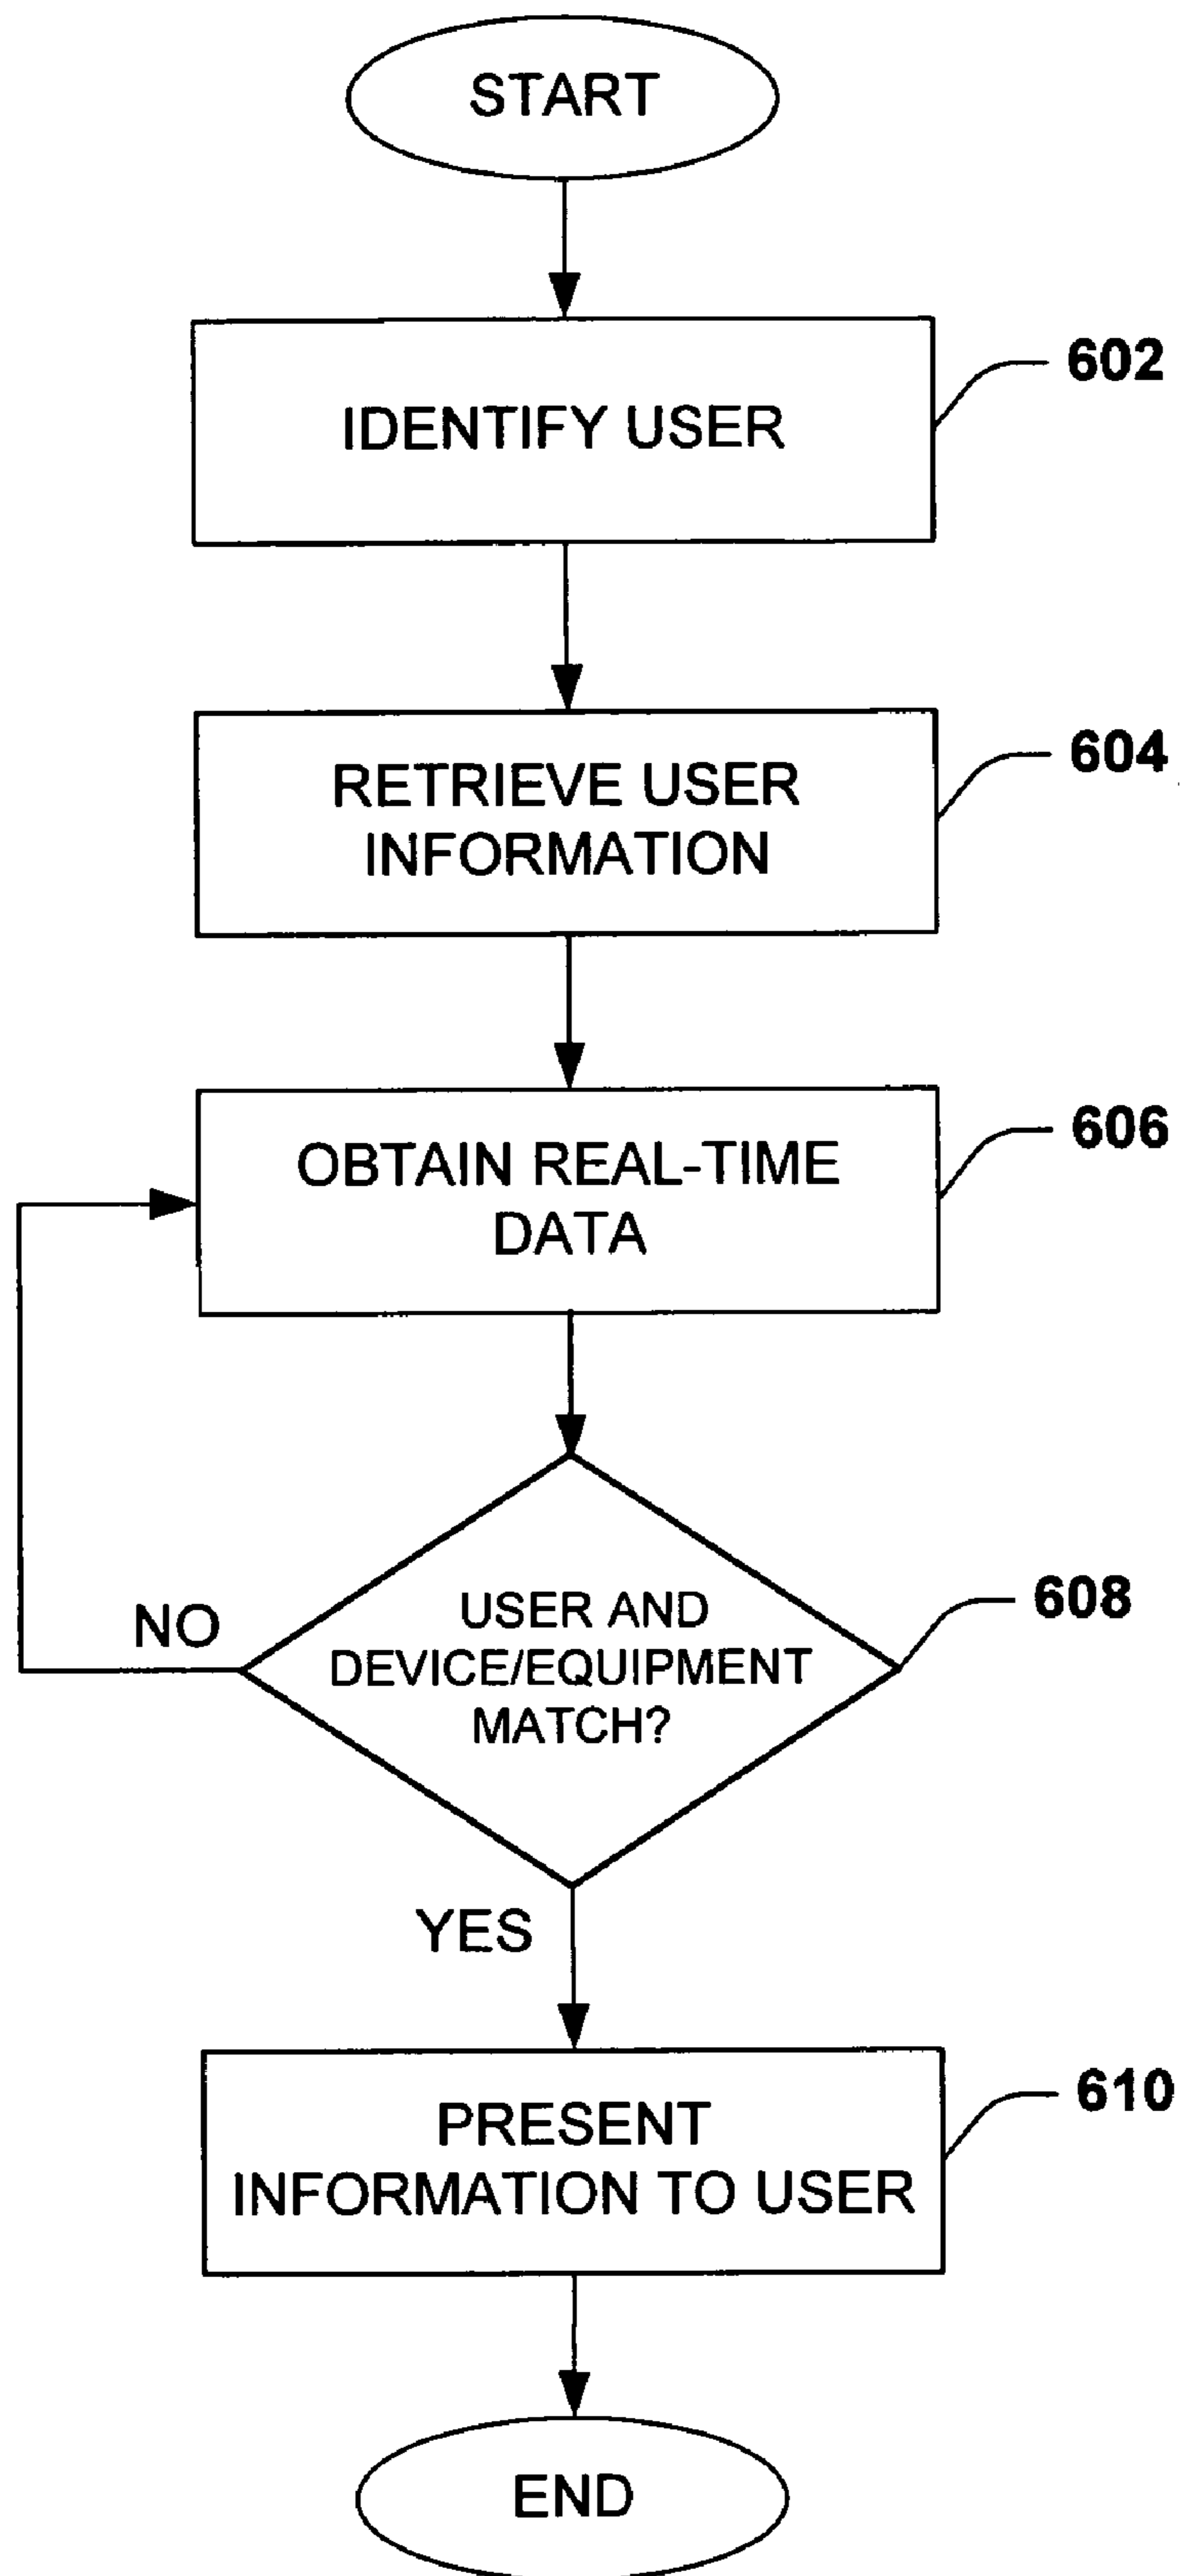 START
IDENTIFY USER
602
RETRIEVE USER
INFORMATION
604
OBTAIN REAL-TIME
DATA
606
USER AND
DEVICE/EQUIPMENT
MATCH?
608
NO
YES
PRESENT
INFORMATION TO USER
610
END